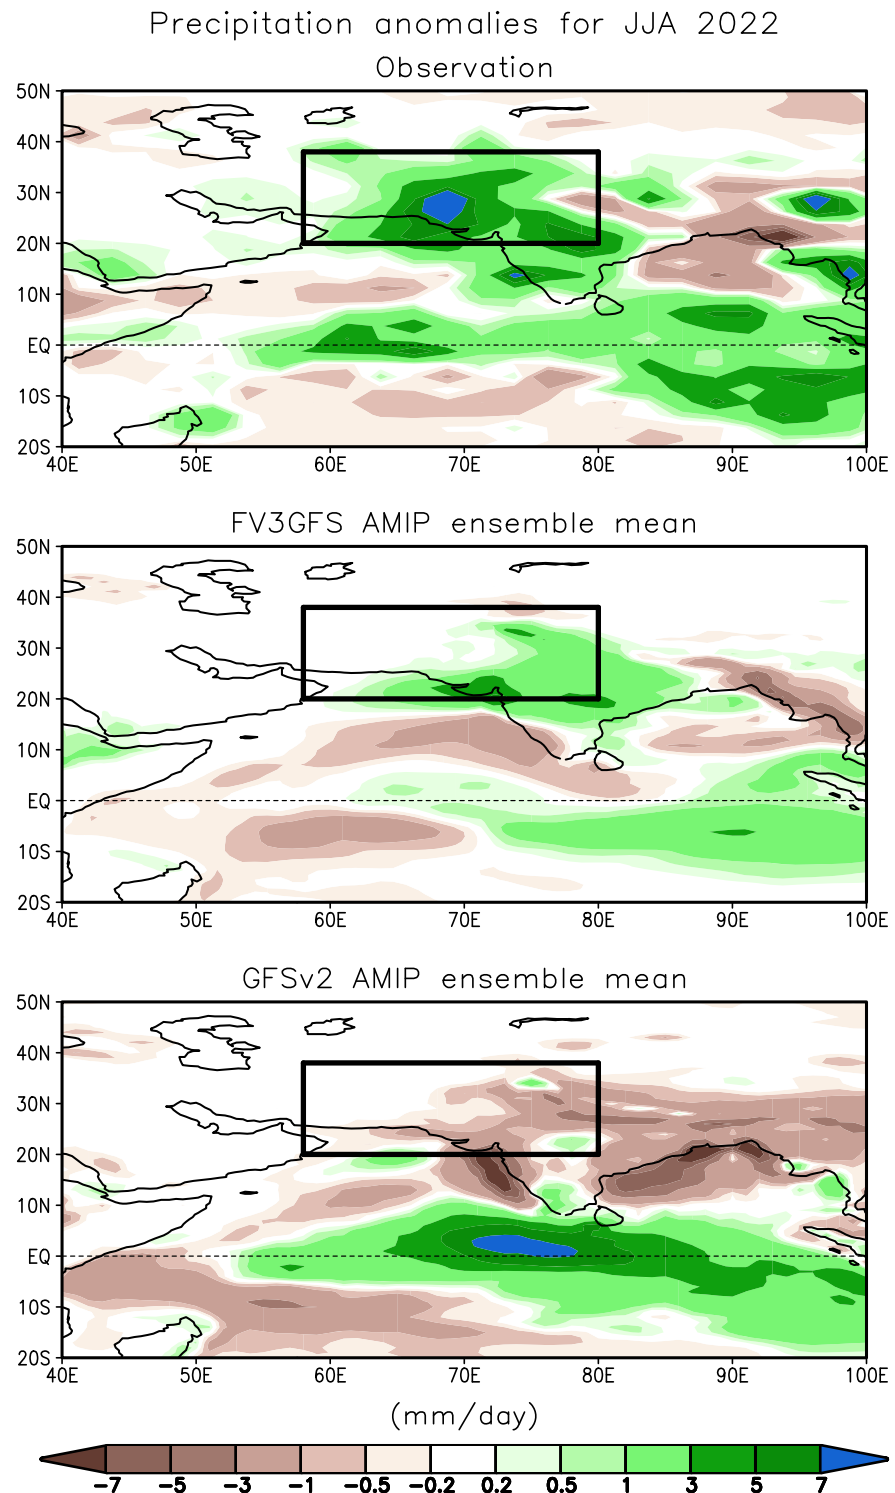 Precipitation anomalies for JJA 2022
Observation
50N
40N
30N
20N
10N
EQ
10S
20S
40E 50E 60E 70E 80E 90E 100E
FV3GFS AMIP ensemble mean
50N
40N
30N
20N
10N
EQ
10S
20S
40E 50E 60E 70E 80E 90E 100E
GFSv2 AMIP ensemble mean
50N
40N
30N
20N
10N
EQ
10S
20S
40E 50E 60E 70E 80E 90E 100E
(mm/day)
−7 −5 −3 −1 −0.5 −0.2 0.2 0.5 1 3 5 7